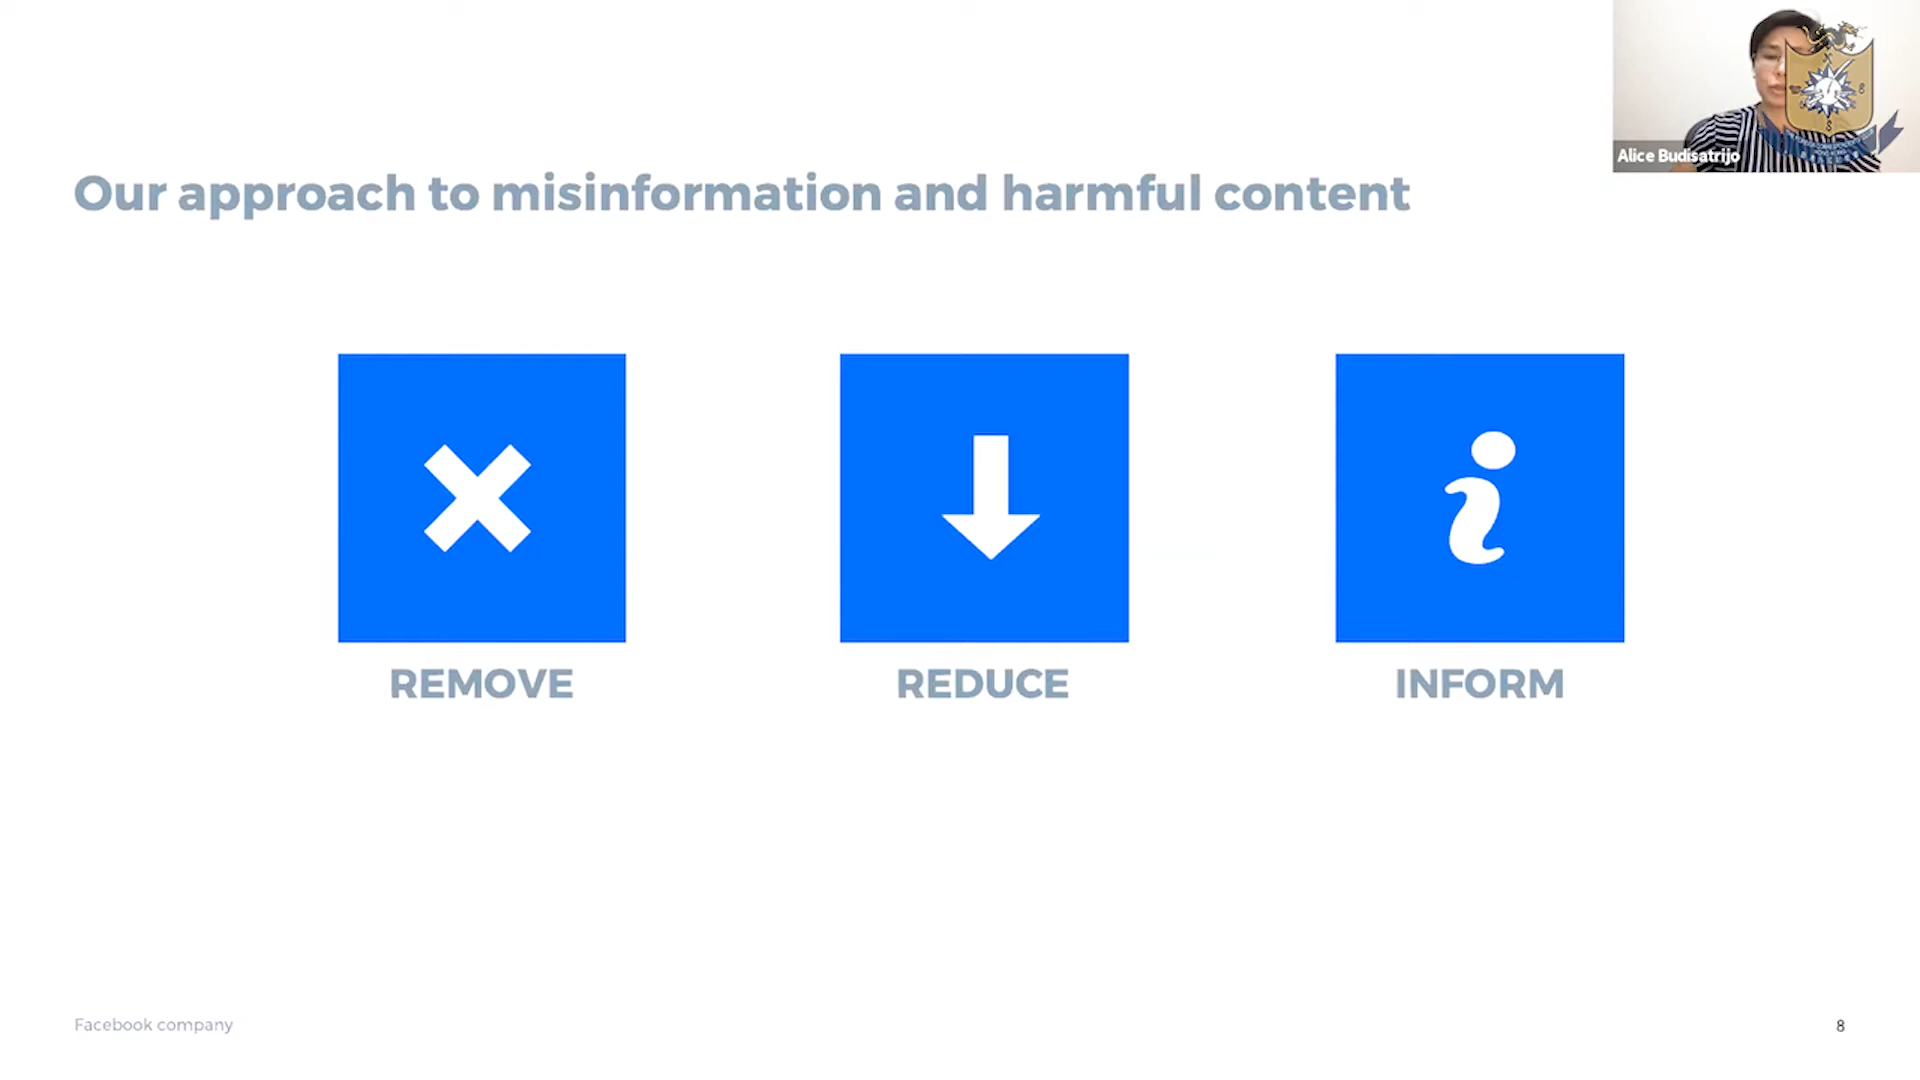 Alice Budisatrijo
Our approach to misinformation and harmful content
REMOVE
REDUCE
INFORM
Facebook company
8